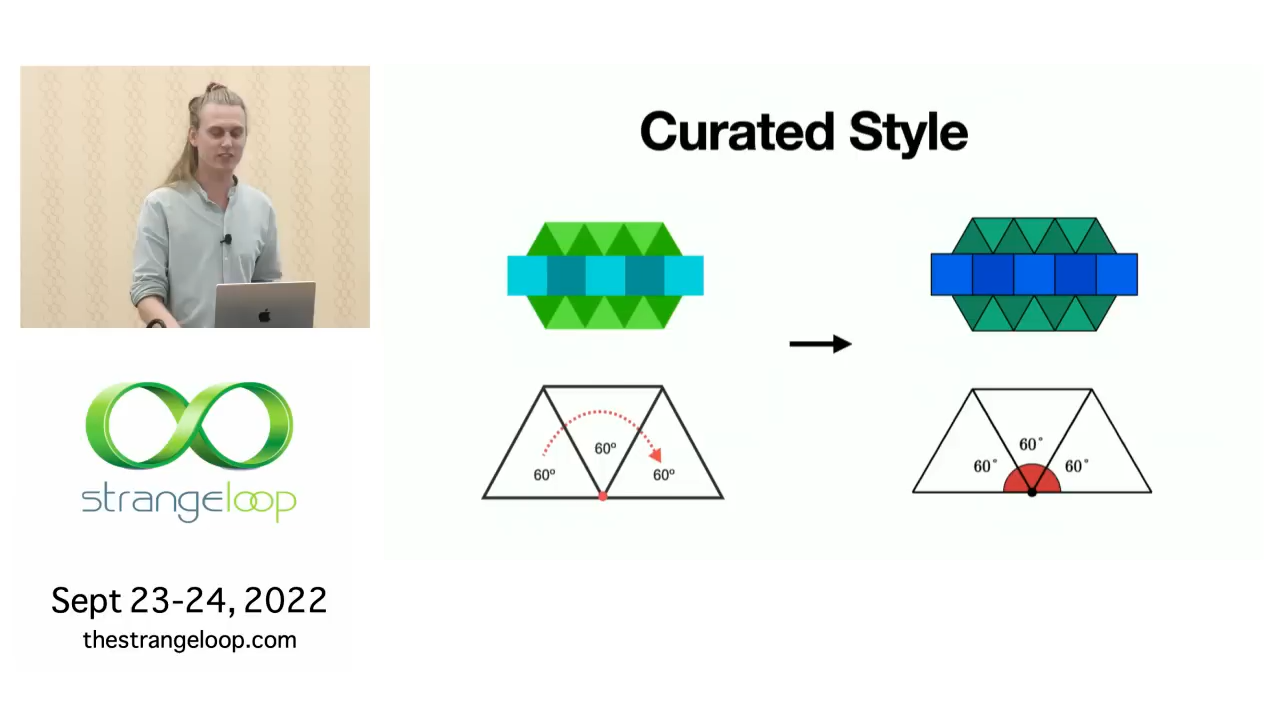 Curated Style
60º
60º
60º
60°
60°
60°
strangeloop
Sept 23-24, 2022
thestrangeloop.com